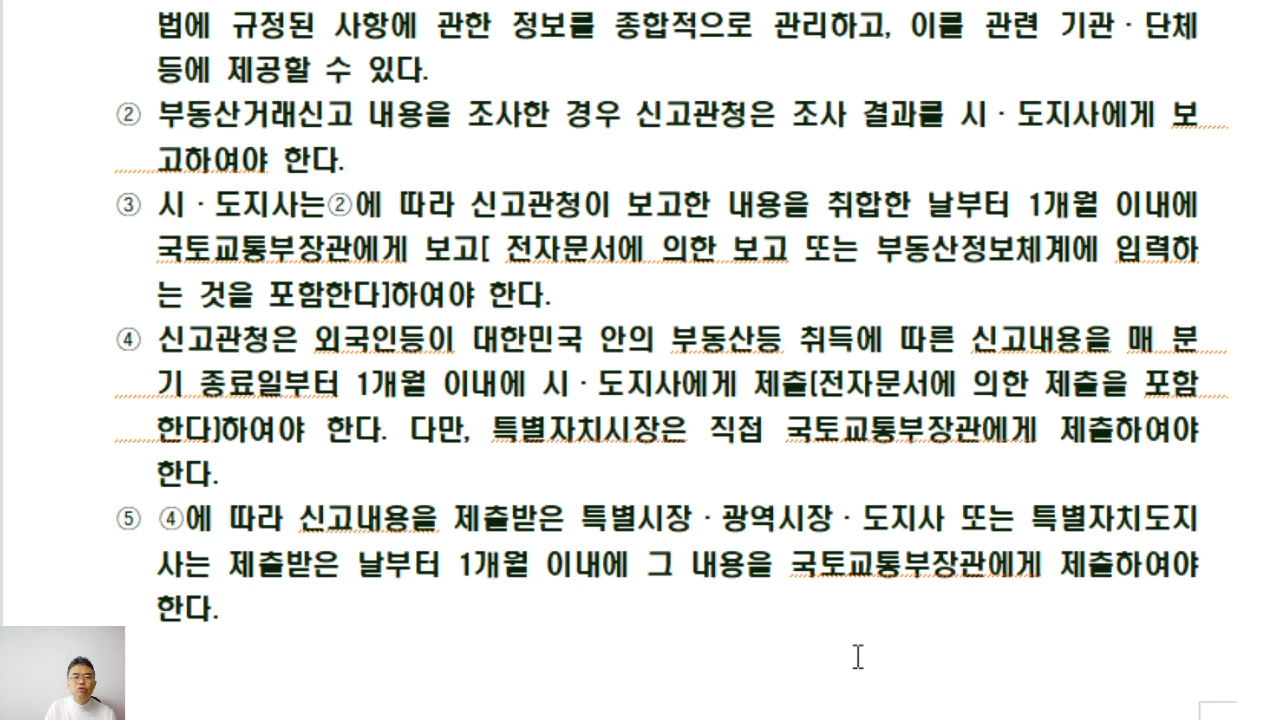 법에 규정된 사항에 관한 정보를 종합적으로 관리하고, 이를 관련 기관·단체
등에 제공할 수 있다.
② 부동산거래신고 내용을 조사한 경우 신고관청은 조사 결과를 시·도지사에게 보
고하여야 한다.
③ 시·도지사는②에 따라 신고관청이 보고한 내용을 취합한 날부터 1개월 이내에
국토교통부장관에게 보고[ 전자문서에 의한 보고 또는 부동산정보체계에 입력하
는 것을 포함한다]하여야 한다.
④ 신고관청은 외국인등이 대한민국 안의 부동산등 취득에 따른 신고내용을 매 분
기 종료일부터 1개월 이내에 시·도지사에게 제출[전자문서에 의한 제출을 포함
한다]하여야 한다. 다만, 특별자치시장은 직접 국토교통부장관에게 제출하여야
한다.
⑤ ④에 따라 신고내용을 제출받은 특별시장·광역시장·도지사 또는 특별자치도지
사는 제출받은 날부터 1개월 이내에 그 내용을 국토교통부장관에게 제출하여야
한다.